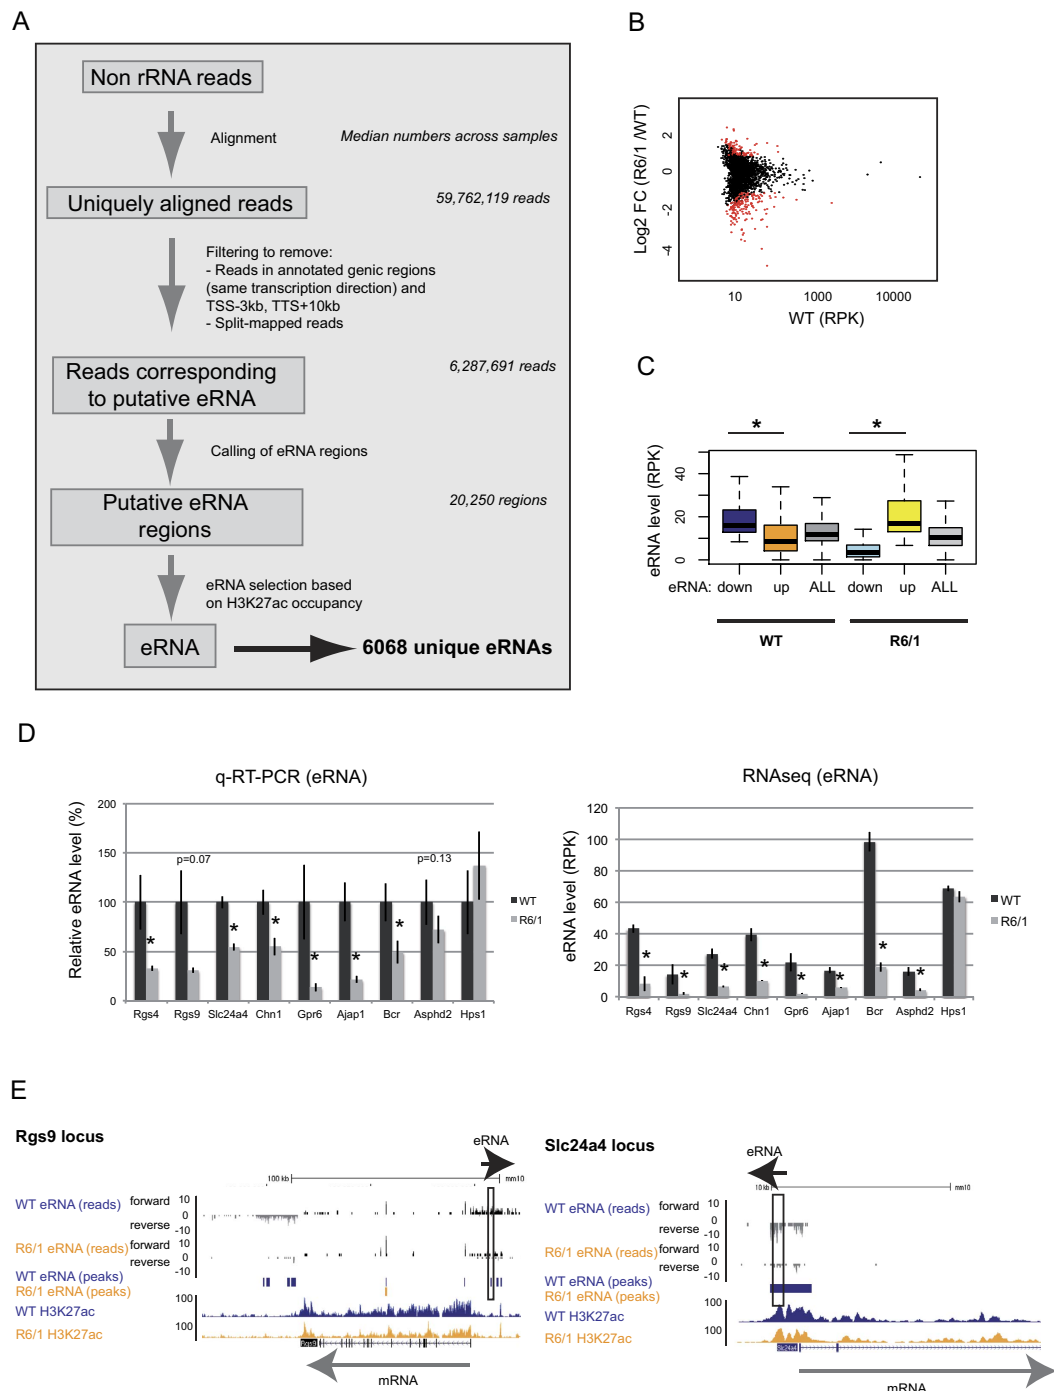 A
Non rRNA reads
Alignment
Median numbers across samples
Uniquely aligned reads
59,762,119 reads
Filtering to remove:
- Reads in annotated genic regions
(same transcription direction) and
TSS-3kb, TTS+10kb
- Split-mapped reads
Reads corresponding
to putative eRNA
6,287,691 reads
Calling of eRNA regions
Putative eRNA
regions
20,250 regions
eRNA selection based
on H3K27ac occupancy
eRNA
6068 unique eRNAs
B
Log2 FC (R6/1 /WT)
2
0
-2
-4
10
1000
10000
WT (RPK)
C
* *
eRNA level (RPK)
40
20
0
eRNA: down up ALL down up ALL
WT R6/1
D
q-RT-PCR (eRNA)
Relative eRNA level (%)
200
150
100
50
0
p=0.07
p=0.13
* * * * * *
WT
R6/1
Rgs4 Rgs9 Slc24a4 Chn1 Gpr6 Ajap1 Bcr Asphd2 Hps1
RNAseq (eRNA)
eRNA level (RPK)
120
100
80
60
40
20
0
* * * * * * * *
WT
R6/1
Rgs4 Rgs9 Slc24a4 Chn1 Gpr6 Ajap1 Bcr Asphd2 Hps1
E
Rgs9 locus
eRNA
100 kb
mm10
WT eRNA (reads)
forward 10
0
reverse -10
R6/1 eRNA (reads)
forward 10
0
reverse -10
WT eRNA (peaks)
R6/1 eRNA (peaks)
WT H3K27ac
100
R6/1 H3K27ac
100
Rgs9
mRNA
Slc24a4 locus
eRNA
10 kb
mm10
WT eRNA (reads)
forward 10
reverse 0
-10
R6/1 eRNA (reads)
forward 10
reverse 0
-10
WT eRNA (peaks)
R6/1 eRNA (peaks)
WT H3K27ac
100
R6/1 H3K27ac
100
Slc24a4
mRNA